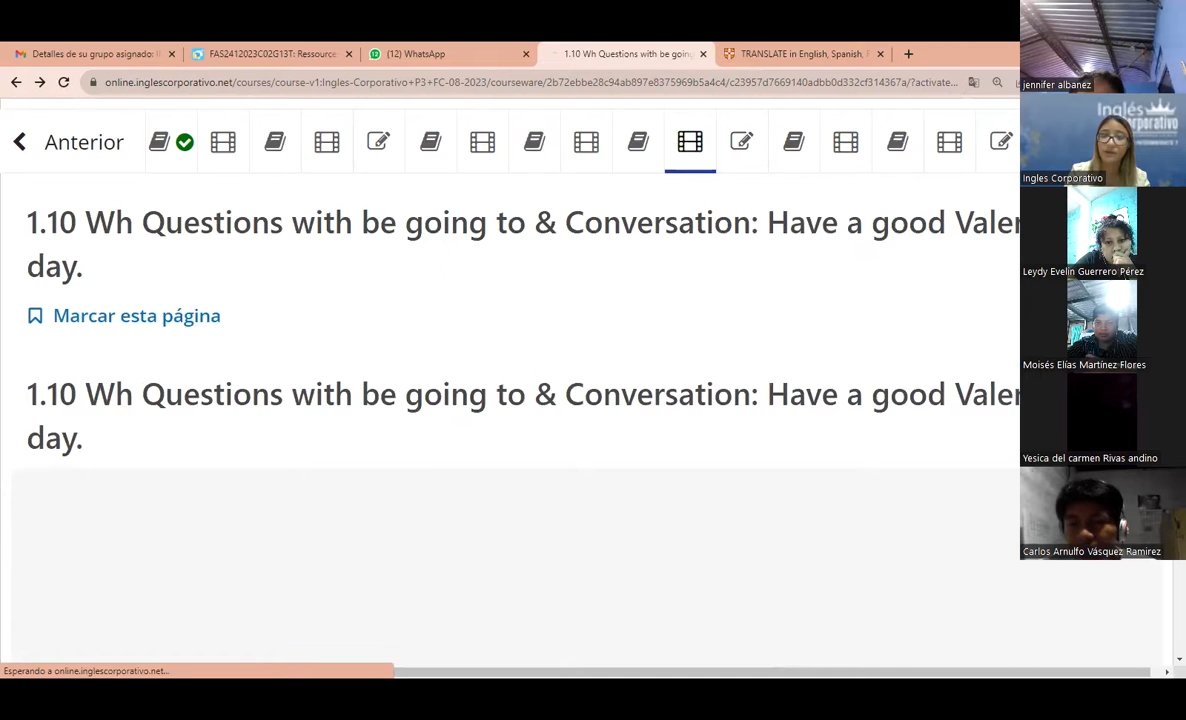 Detalles de su grupo asignado: I
FAS2412023C02G13T: Ressource
(12) WhatsApp
1.10 Wh Questions with be going
TRANSLATE in English, Spanish, F
online.inglescorporativo.net/courses/course-v1:Ingles-Corporativo+P3+FC-08-2023/courseware/2b72ebbe28c94ab897e8375969b5a4c4/c23957d7669140adbb0d332cf314367a/?activate...
Anterior
1.10 Wh Questions with be going to & Conversation: Have a good Valen
day.
Marcar esta página
1.10 Wh Questions with be going to & Conversation: Have a good Valen
day.
Esperando a online.inglescorporativo.net...
jennifer albanez
Inglés
Corporativo
Ingles Corporativo
Leydy Evelin Guerrero Pérez
Moisés Elías Martínez Flores
Yesica del carmen Rivas andino
Carlos Arnulfo Vásquez Ramirez